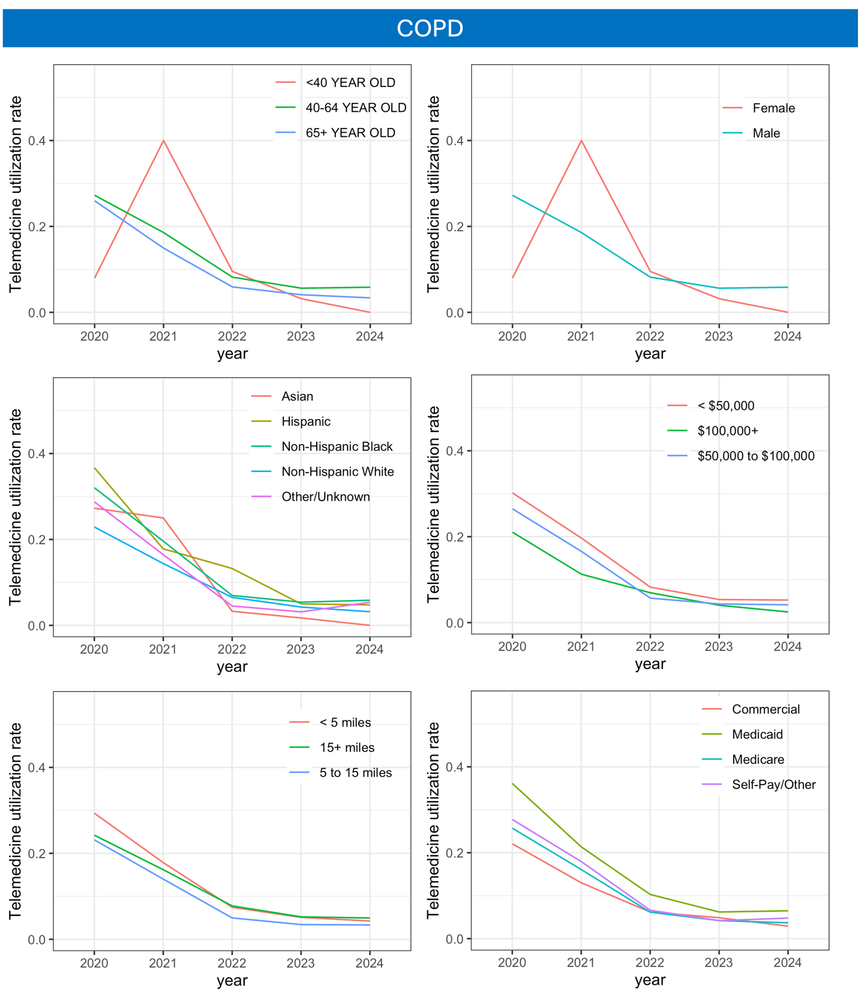 COPD
Telemedicine utilization rate
0.4
0.2
0.0
<40 YEAR OLD
40-64 YEAR OLD
65+ YEAR OLD
2020 2021 2022 2023 2024
year
Telemedicine utilization rate
0.4
0.2
0.0
Female
Male
2020 2021 2022 2023 2024
year
Telemedicine utilization rate
0.4
0.2
0.0
Asian
Hispanic
Non-Hispanic Black
Non-Hispanic White
Other/Unknown
2020 2021 2022 2023 2024
year
Telemedicine utilization rate
0.4
0.2
0.0
< $50,000
$100,000+
$50,000 to $100,000
2020 2021 2022 2023 2024
year
Telemedicine utilization rate
0.4
0.2
0.0
< 5 miles
15+ miles
5 to 15 miles
2020 2021 2022 2023 2024
year
Telemedicine utilization rate
0.4
0.2
0.0
Commercial
Medicaid
Medicare
Self-Pay/Other
2020 2021 2022 2023 2024
year